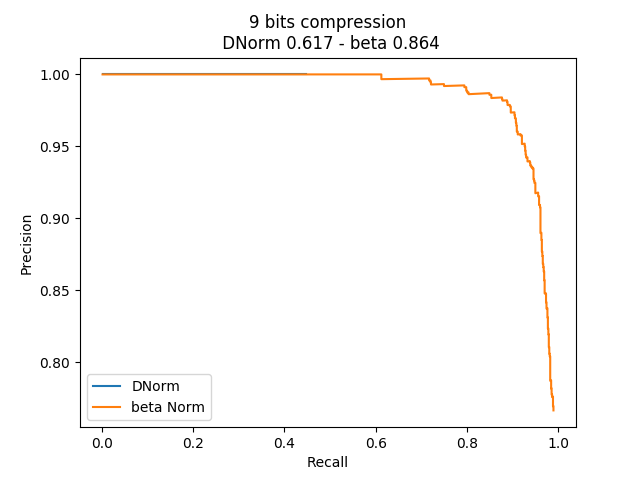 9 bits compression
DNorm 0.617 - beta 0.864
1.00
0.95
0.90
0.85
0.80
Precision
DNorm
beta Norm
0.0 0.2 0.4 0.6 0.8 1.0
Recall